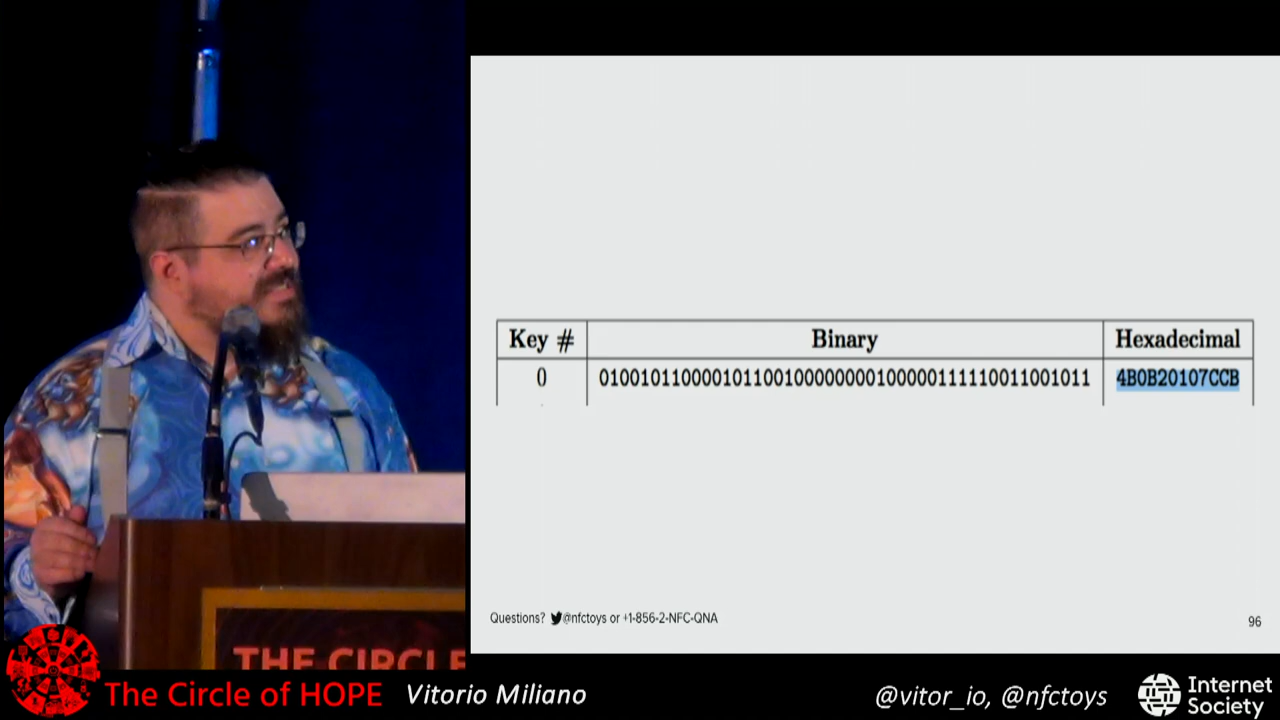 Key # Binary Hexadecimal
0 010010110000101100100000000100000111110011001011 4B0B20107CCB
Questions? @nfctoys or +1-856-2-NFC-QNA 96
THE CIRCLE
The Circle of HOPE Vitorio Miliano @vitor_io, @nfctoys Internet
Society